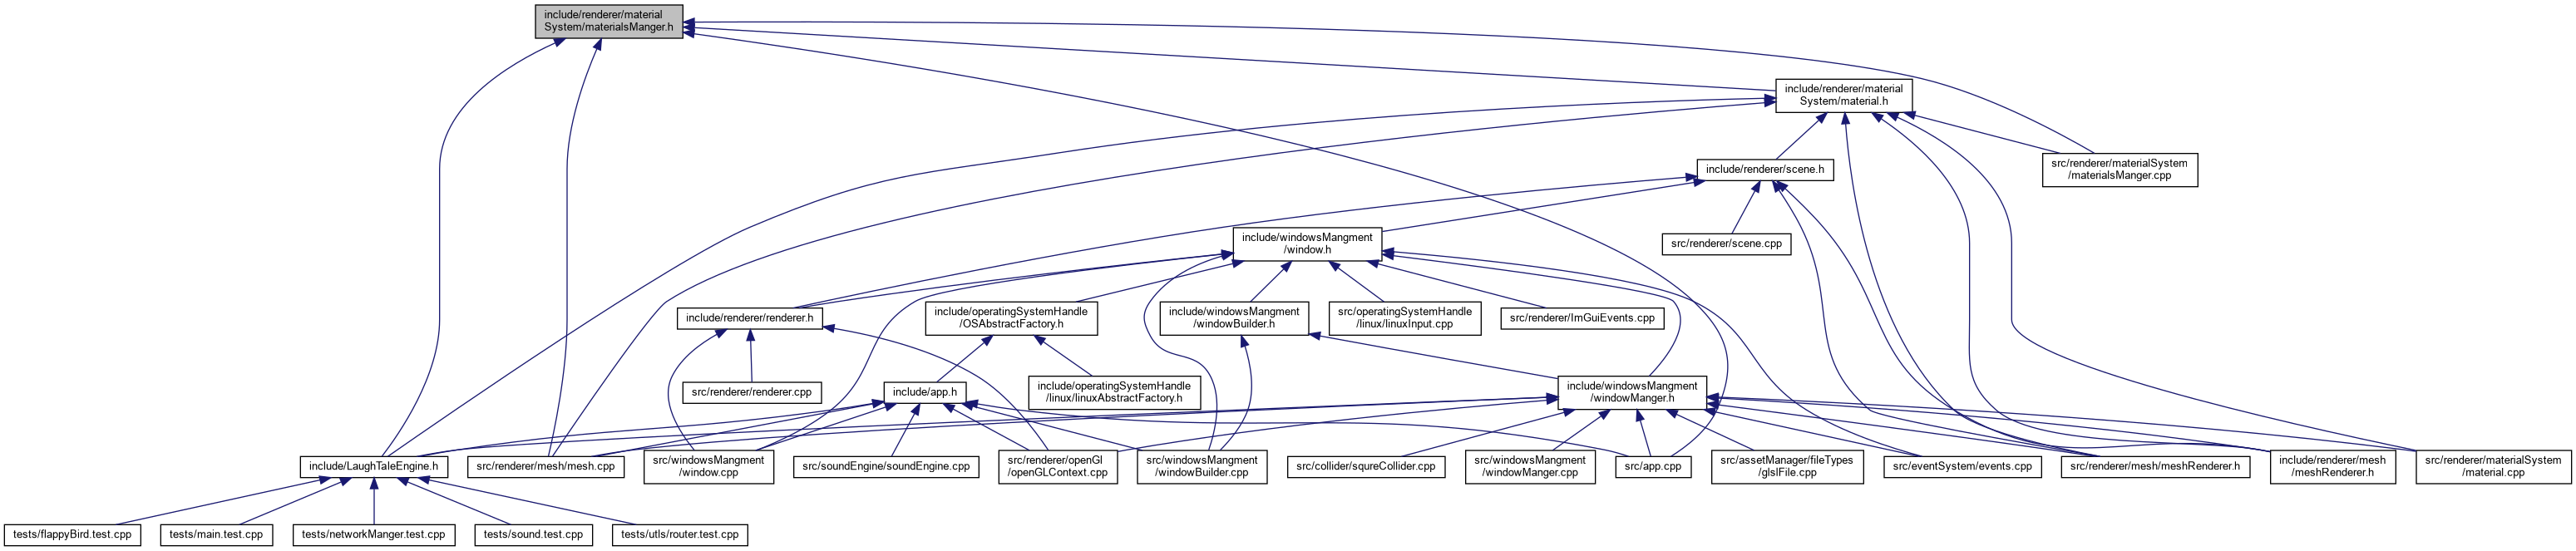 include/renderer/material
System/materialsManger.h
include/renderer/material
System/material.h
src/renderer/materialSystem
/materialsManger.cpp
include/renderer/scene.h
include/windowsMangment
/window.h
src/renderer/scene.cpp
include/renderer/renderer.h
include/operatingSystemHandle
/OSAbstractFactory.h
include/windowsMangment
/windowBuilder.h
src/operatingSystemHandle
/linux/linuxInput.cpp
src/renderer/ImGuiEvents.cpp
src/renderer/renderer.cpp
include/app.h
include/operatingSystemHandle
/linux/linuxAbstractFactory.h
include/windowsMangment
/windowManger.h
include/LaughTaleEngine.h
src/renderer/mesh/mesh.cpp
src/windowsMangment
/window.cpp
src/soundEngine/soundEngine.cpp
src/renderer/openGl
/openGLContext.cpp
src/windowsMangment
/windowBuilder.cpp
src/collider/squreCollider.cpp
src/windowsMangment
/windowManger.cpp
src/app.cpp
src/assetManager/fileTypes
/glslFile.cpp
src/eventSystem/events.cpp
src/renderer/mesh/meshRenderer.h
include/renderer/mesh
/meshRenderer.h
src/renderer/materialSystem
/material.cpp
tests/flappyBird.test.cpp
tests/main.test.cpp
tests/networkManger.test.cpp
tests/sound.test.cpp
tests/utls/router.test.cpp